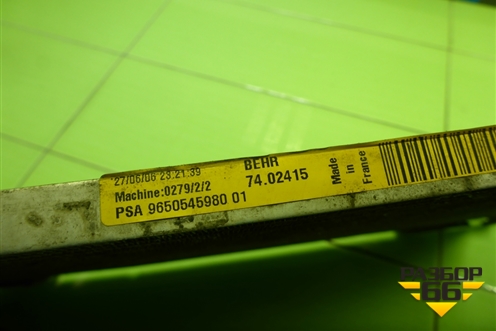 27/06/06 23:21:39
BEHR
Machine:0279/2/2
74.02415
PSA 9650545980 01
Made
in
France
РАЗБОР
66